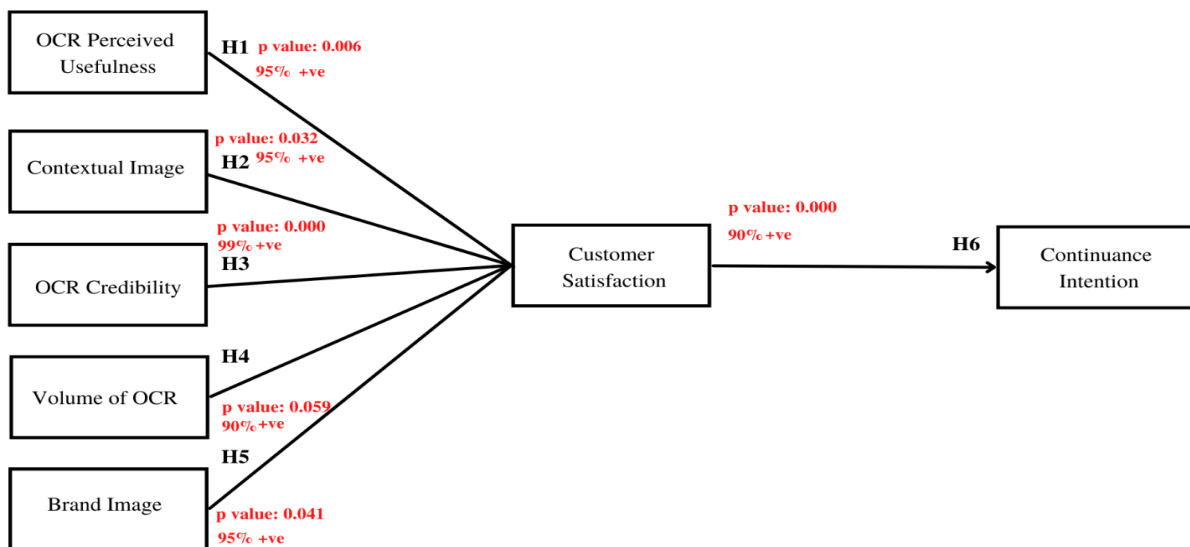 OCR Perceived
Usefulness
H1
p value: 0.006
95% +ve
Contextual Image
p value: 0.032
95% +ve
H2
p value: 0.000
99% +ve
H3
OCR Credibility
Volume of OCR
H4
p value: 0.059
90% +ve
H5
Brand Image
p value: 0.041
95% +ve
Customer
Satisfaction
p value: 0.000
90% +ve
H6
Continuance
Intention